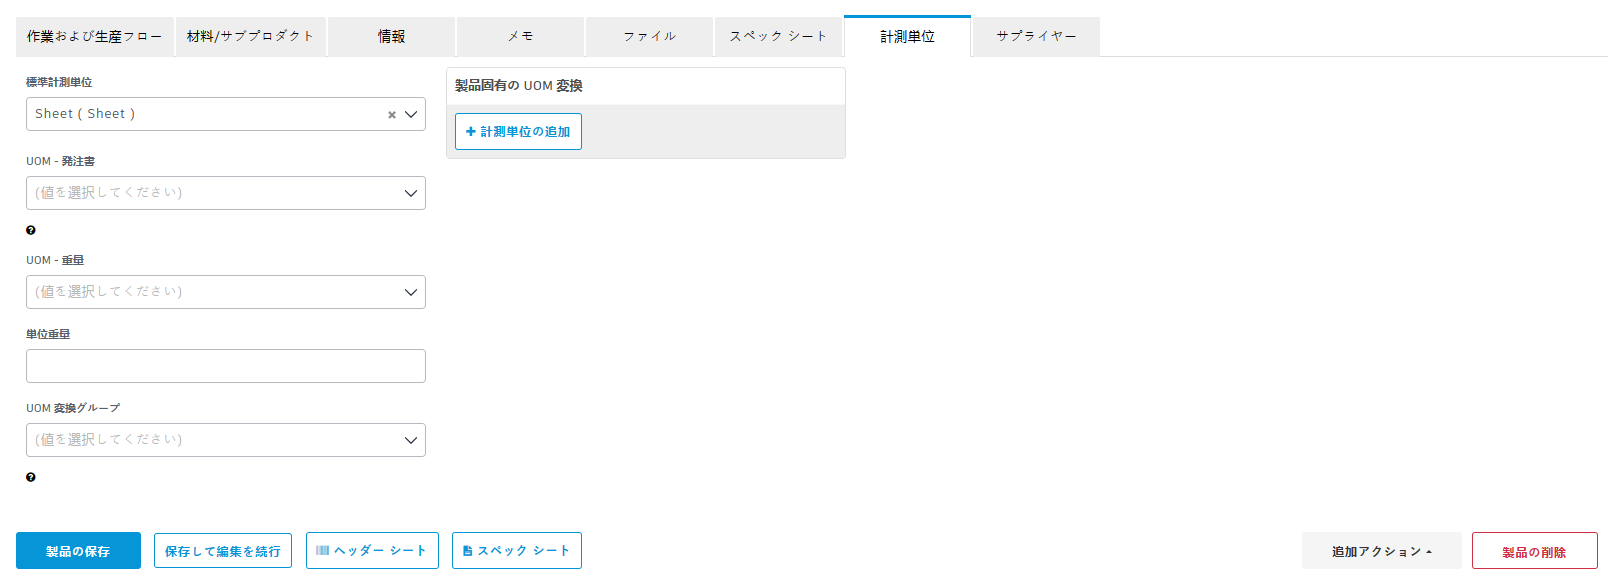 作業および生産フロー
材料/サブプロダクト
情報
メモ
ファイル
スペック シート
計測単位
サプライヤー
標準計測単位
Sheet ( Sheet )
UOM - 発注書
(値を選択してください)
UOM - 重量
(値を選択してください)
単位重量
UOM 変換グループ
(値を選択してください)
製品固有の UOM 変換
計測単位の追加
製品の保存
保存して編集を続行
ヘッダー シート
スペック シート
追加アクション
製品の削除